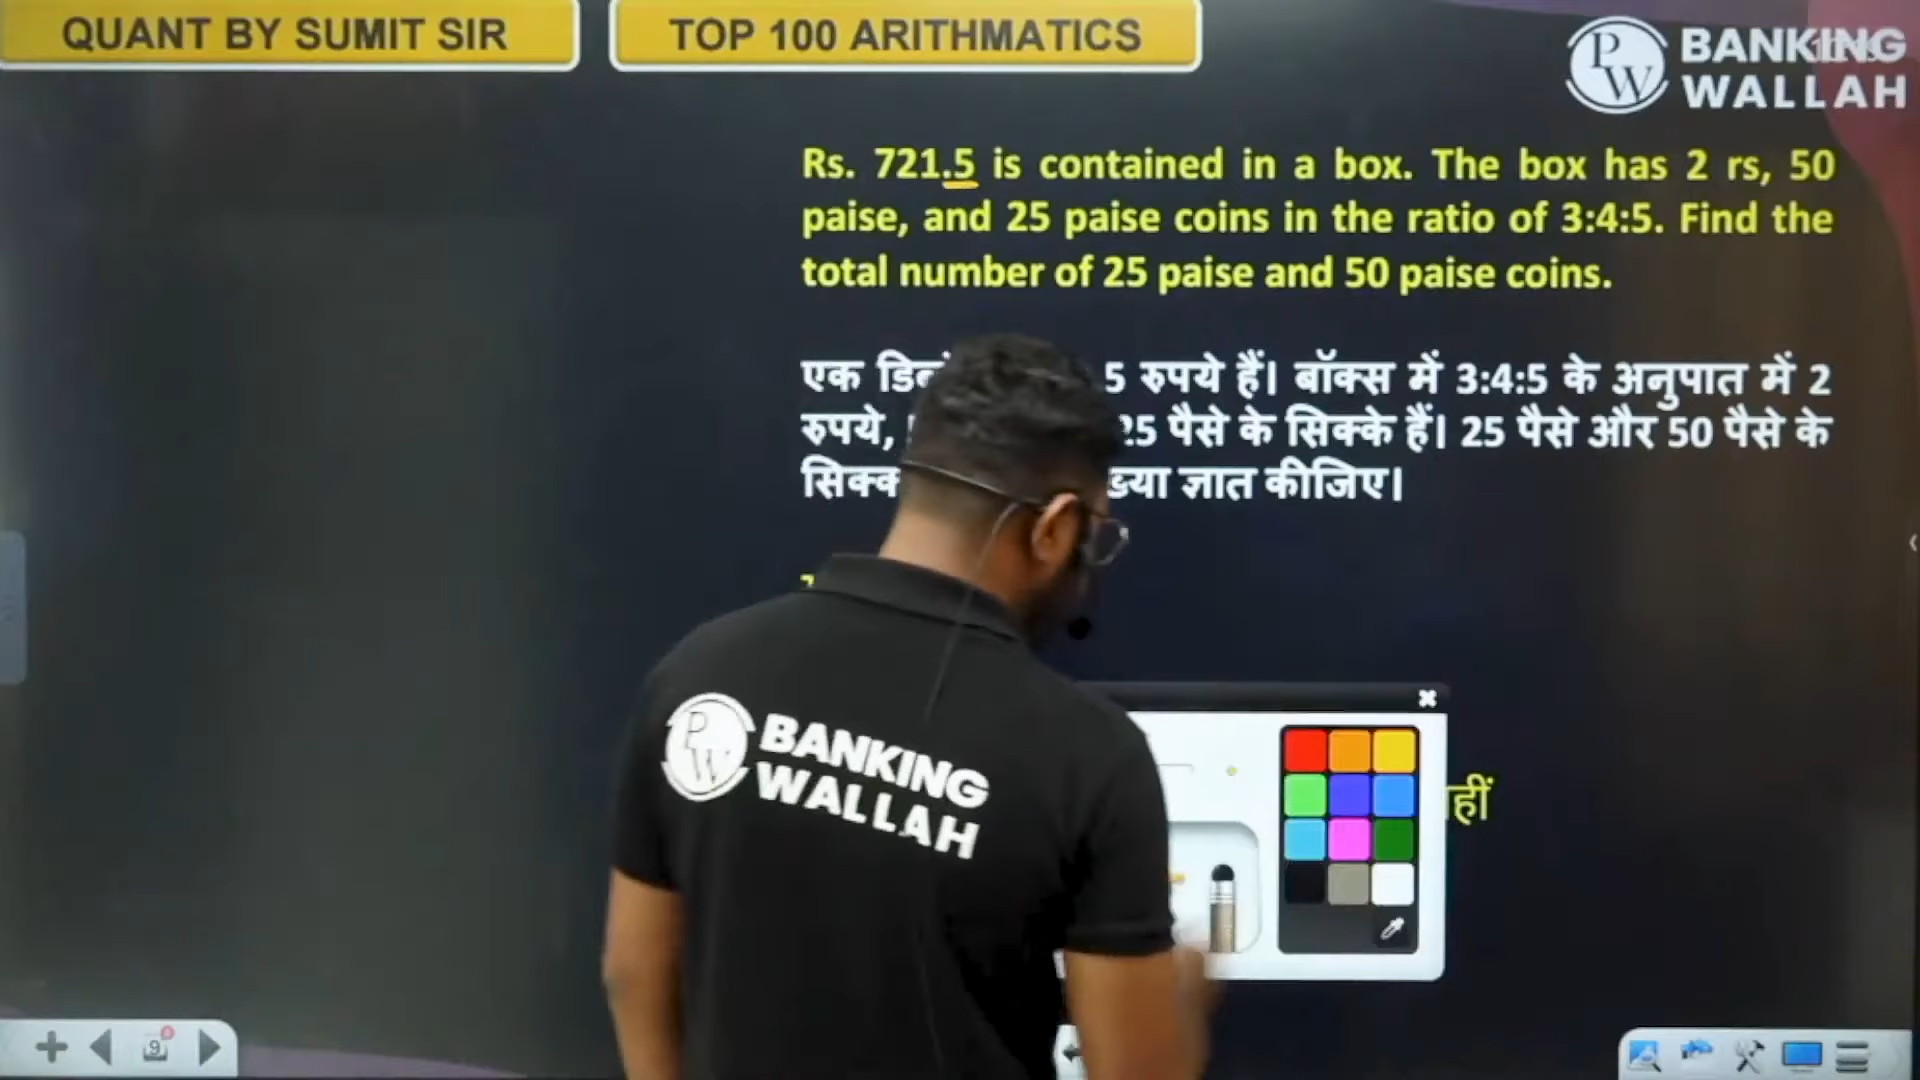 QUANT BY SUMIT SIR
TOP 100 ARITHMATICS
BANKING
WALLAH
Rs. 721.5 is contained in a box. The box has 2 rs, 50
paise, and 25 paise coins in the ratio of 3:4:5. Find the
total number of 25 paise and 50 paise coins.
एक 5 रुपये हैं। बॉक्स में 3:4:5 के अनुपात में 2
रुपये, 25 पैसे के सिक्के हैं। 25 पैसे और 50 पैसे के
ज्ञात कीजिए।
PW BANKING
WALLAH
9